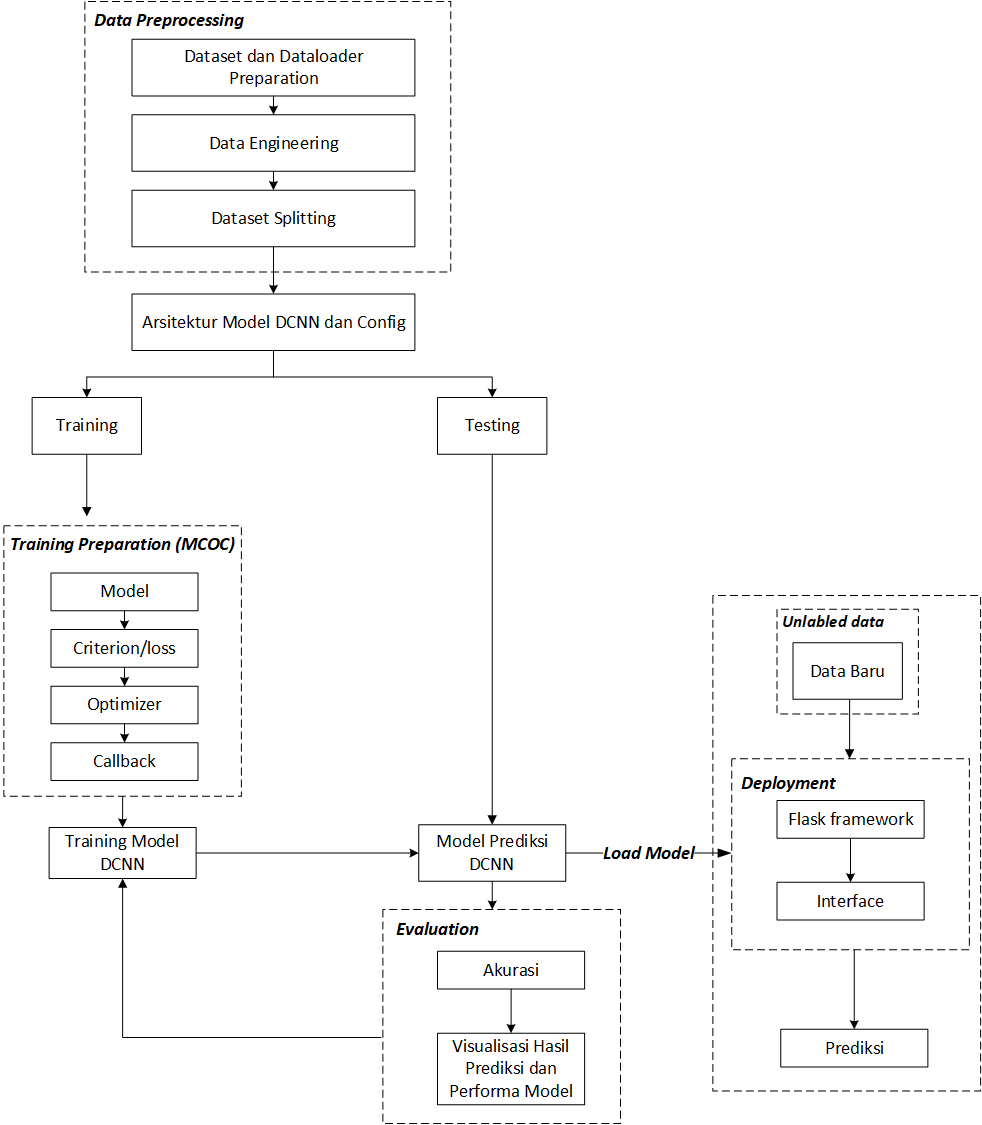 Data Preprocessing
Dataset dan Dataloader
Preparation
Data Engineering
Dataset Splitting
Arsitektur Model DCNN dan Config
Training
Testing
Training Preparation (MCOC)
Model
Criterion/loss
Optimizer
Callback
Training Model
DCNN
Model Prediksi
DCNN
Load Model
Evaluation
Akurasi
Visualisasi Hasil
Prediksi dan
Performa Model
Unlabled data
Data Baru
Deployment
Flask framework
Interface
Prediksi